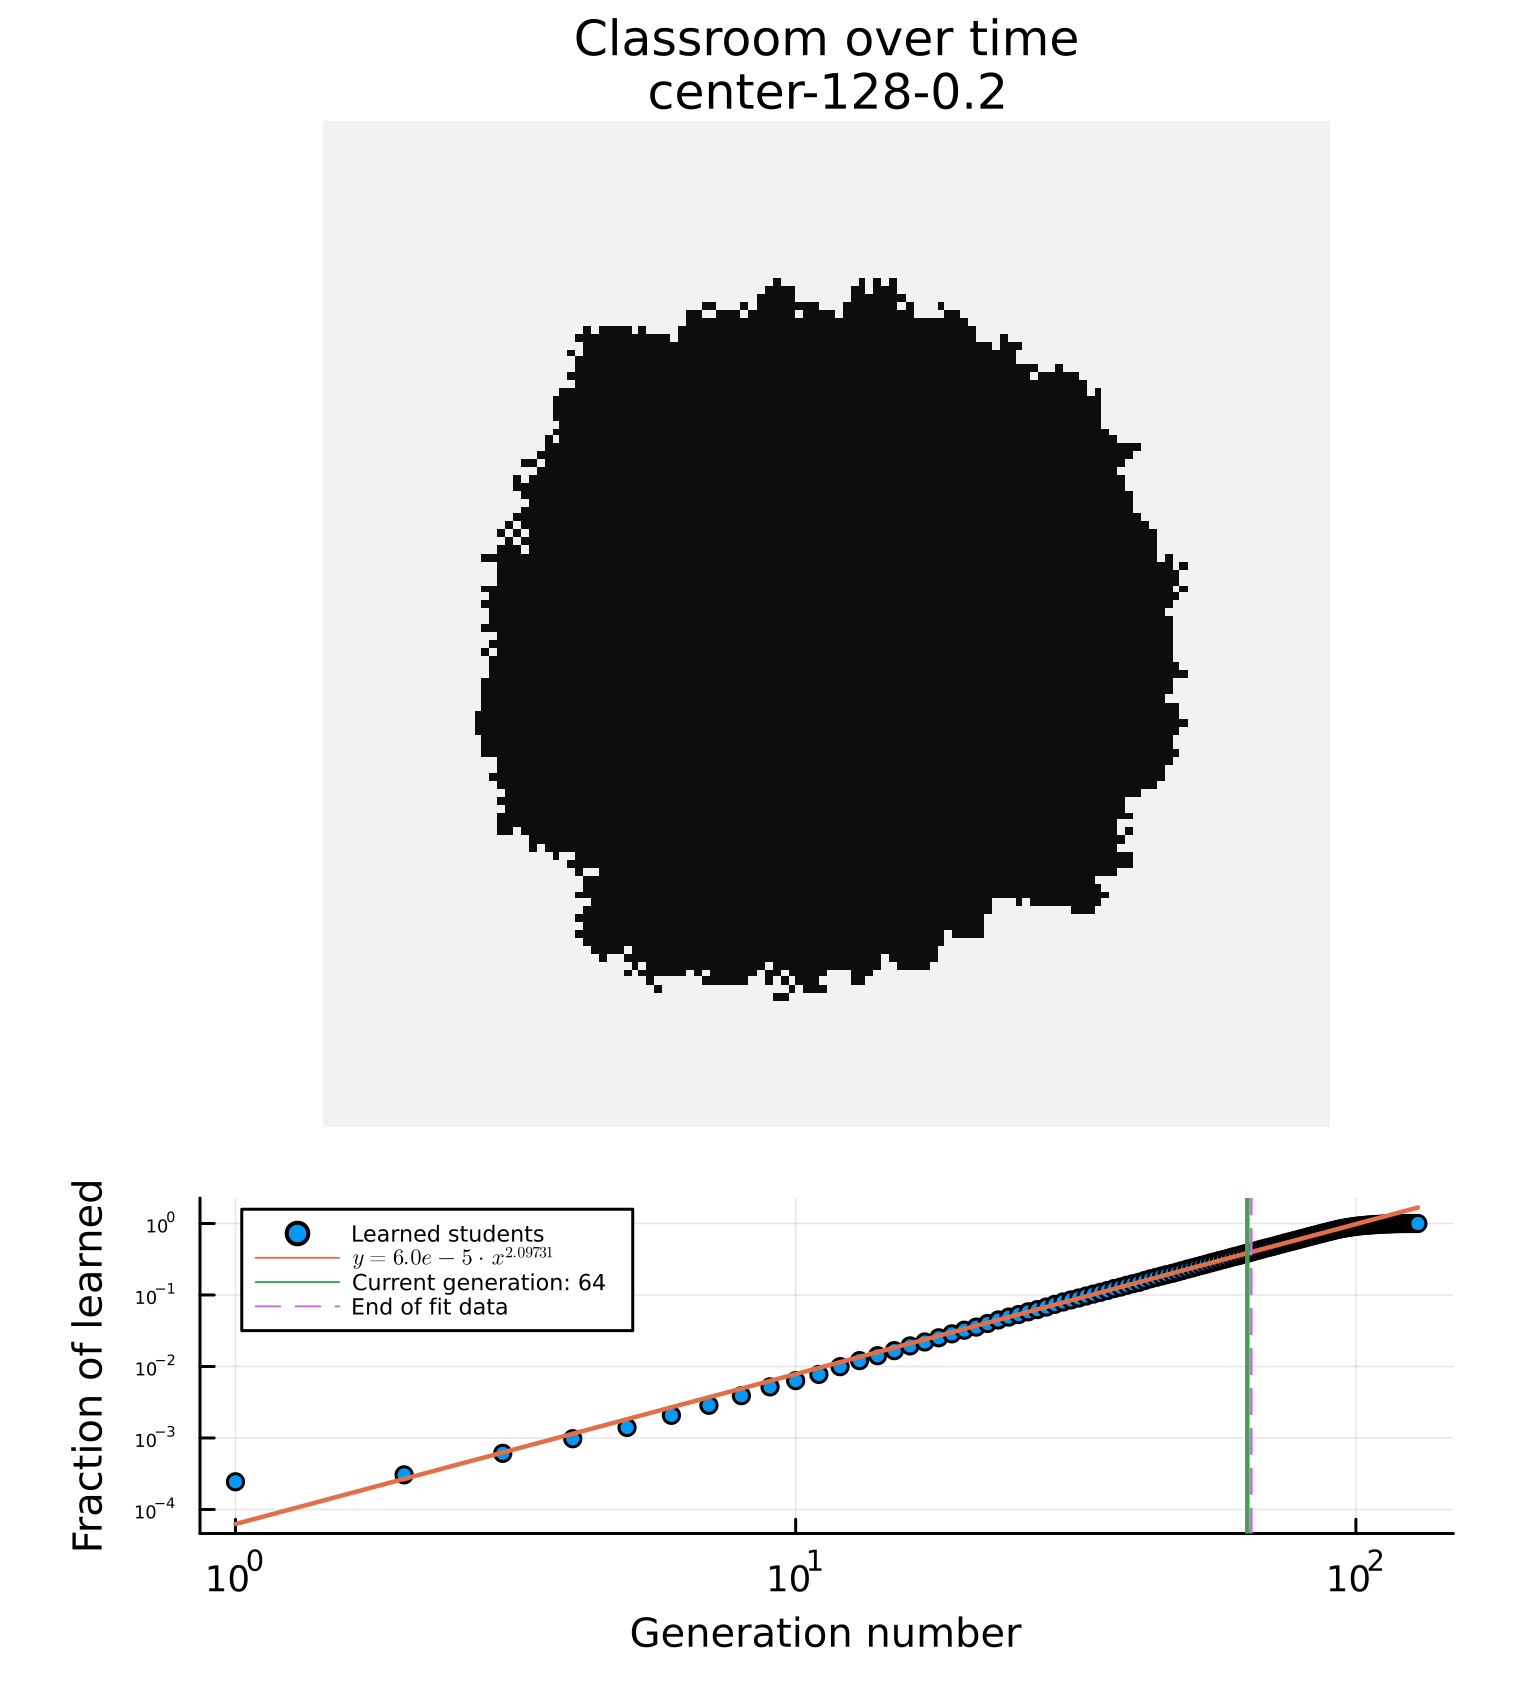 Classroom over time
center-128-0.2
Fraction of learned
10⁰
10⁻¹
10⁻²
10⁻³
10⁻⁴
Learned students
y = 6.0e − 5 · x^2.09731
Current generation: 64
End of fit data
10⁰ 10¹ 10²
Generation number